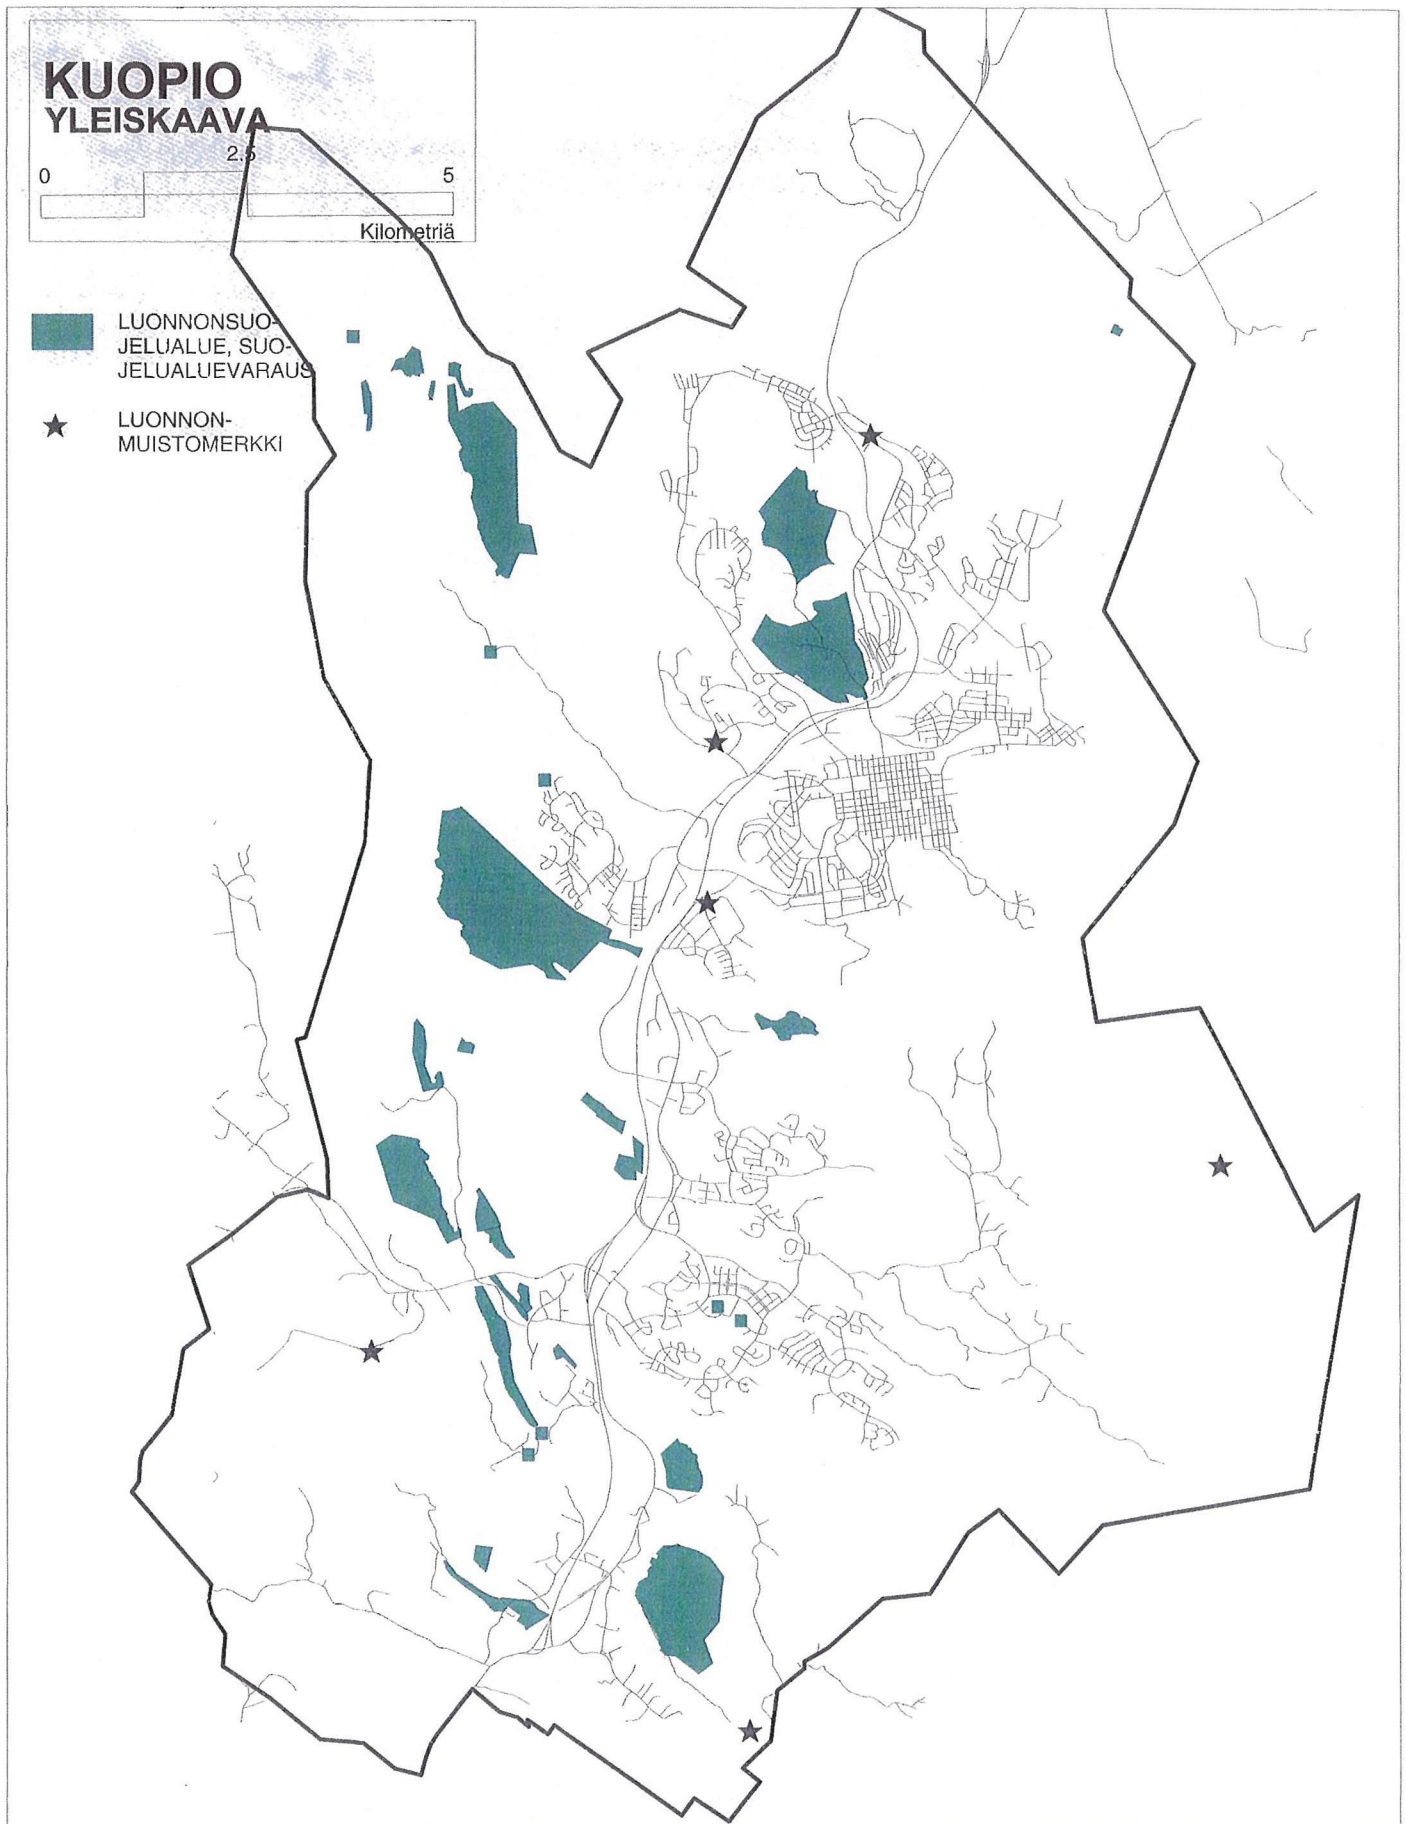 KUOPIO
YLEISKAAVA
2.5
0 5
Kilometriä
LUONNONSUO-
JELUALUE, SUO-
JELUALUEVARAUS
LUONNON-
MUISTOMERKKI